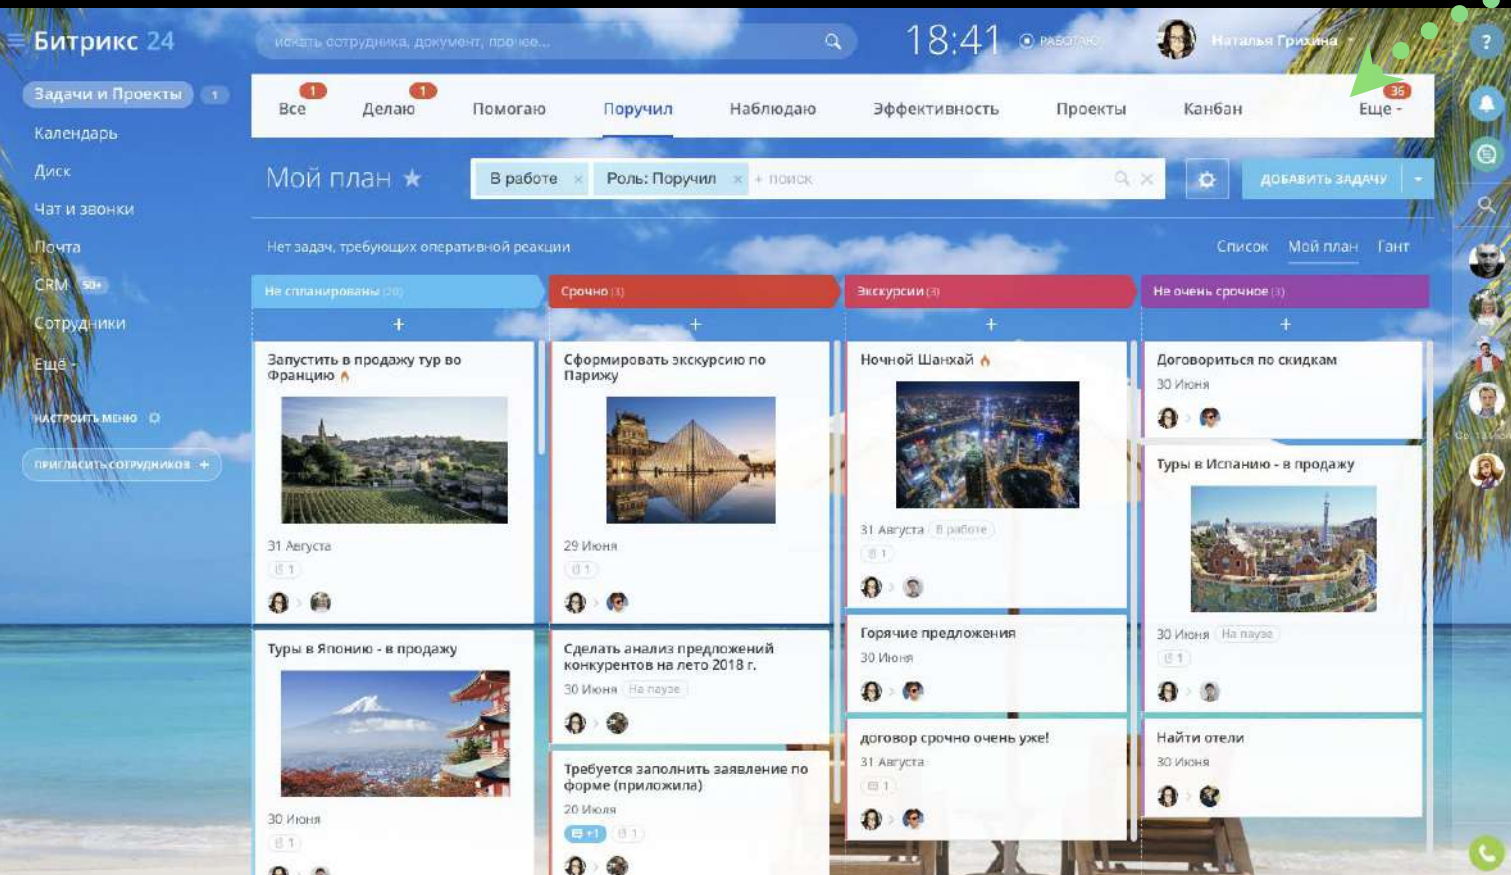 Битрикс 24
искать сотрудника, документ, прочее...
18:41
РАБОТАЮ
Наталья Грихина
?
Задачи и Проекты 1
Календарь
Диск
Чат и звонки
Почта
CRM 50+
Сотрудники
Ещё -
НАСТРОИТЬ МЕНЮ
ПРИГЛАСИТЬ СОТРУДНИКОВ +
1 1 36
Все Делаю Помогаю Поручил Наблюдаю Эффективность Проекты Канбан Еще -
Мой план ★
В работе × Роль: Поручил × + поиск
ДОБАВИТЬ ЗАДАЧУ
Нет задач, требующих оперативной реакции
Список Мой план Гант
Не спланированы (20)
+
Запустить в продажу тур во
Францию
31 Августа
1
Туры в Японию - в продажу
30 Июня
1
Срочно (3)
+
Сформировать экскурсию по
Парижу
29 Июня
1
Сделать анализ предложений
конкурентов на лето 2018 г.
30 Июня На паузе
Требуется заполнить заявление по
форме (приложила)
20 Июля
+1 1
Экскурсии (3)
+
Ночной Шанхай
31 Августа В работе
1
Горячие предложения
30 Июня
договор срочно очень уже!
31 Августа
1
Не очень срочное (3)
+
Договориться по скидкам
30 Июня
Туры в Испанию - в продажу
30 Июня На паузе
1
Найти отели
30 Июня